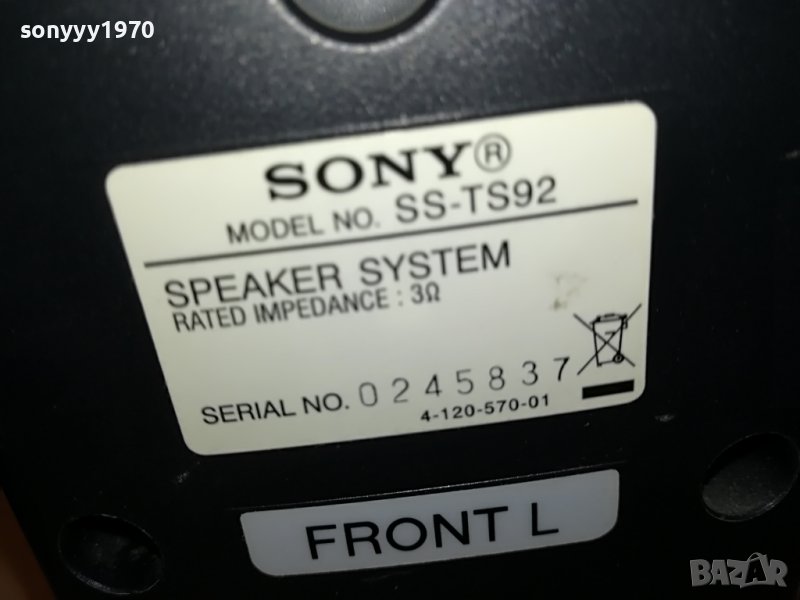 sonyyy1970
SONY®
MODEL NO. SS-TS92
SPEAKER SYSTEM
RATED IMPEDANCE : 3Ω
SERIAL NO. 0245837
4-120-570-01
FRONT L
BAZAR